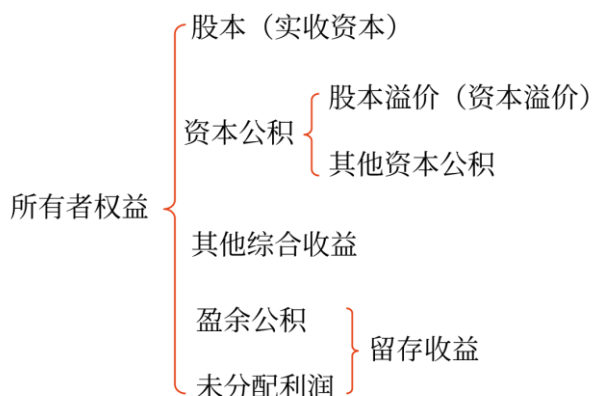 股本（实收资本）
股本溢价（资本溢价）
资本公积
其他资本公积
所有者权益
其他综合收益
盈余公积
留存收益
未分配利润